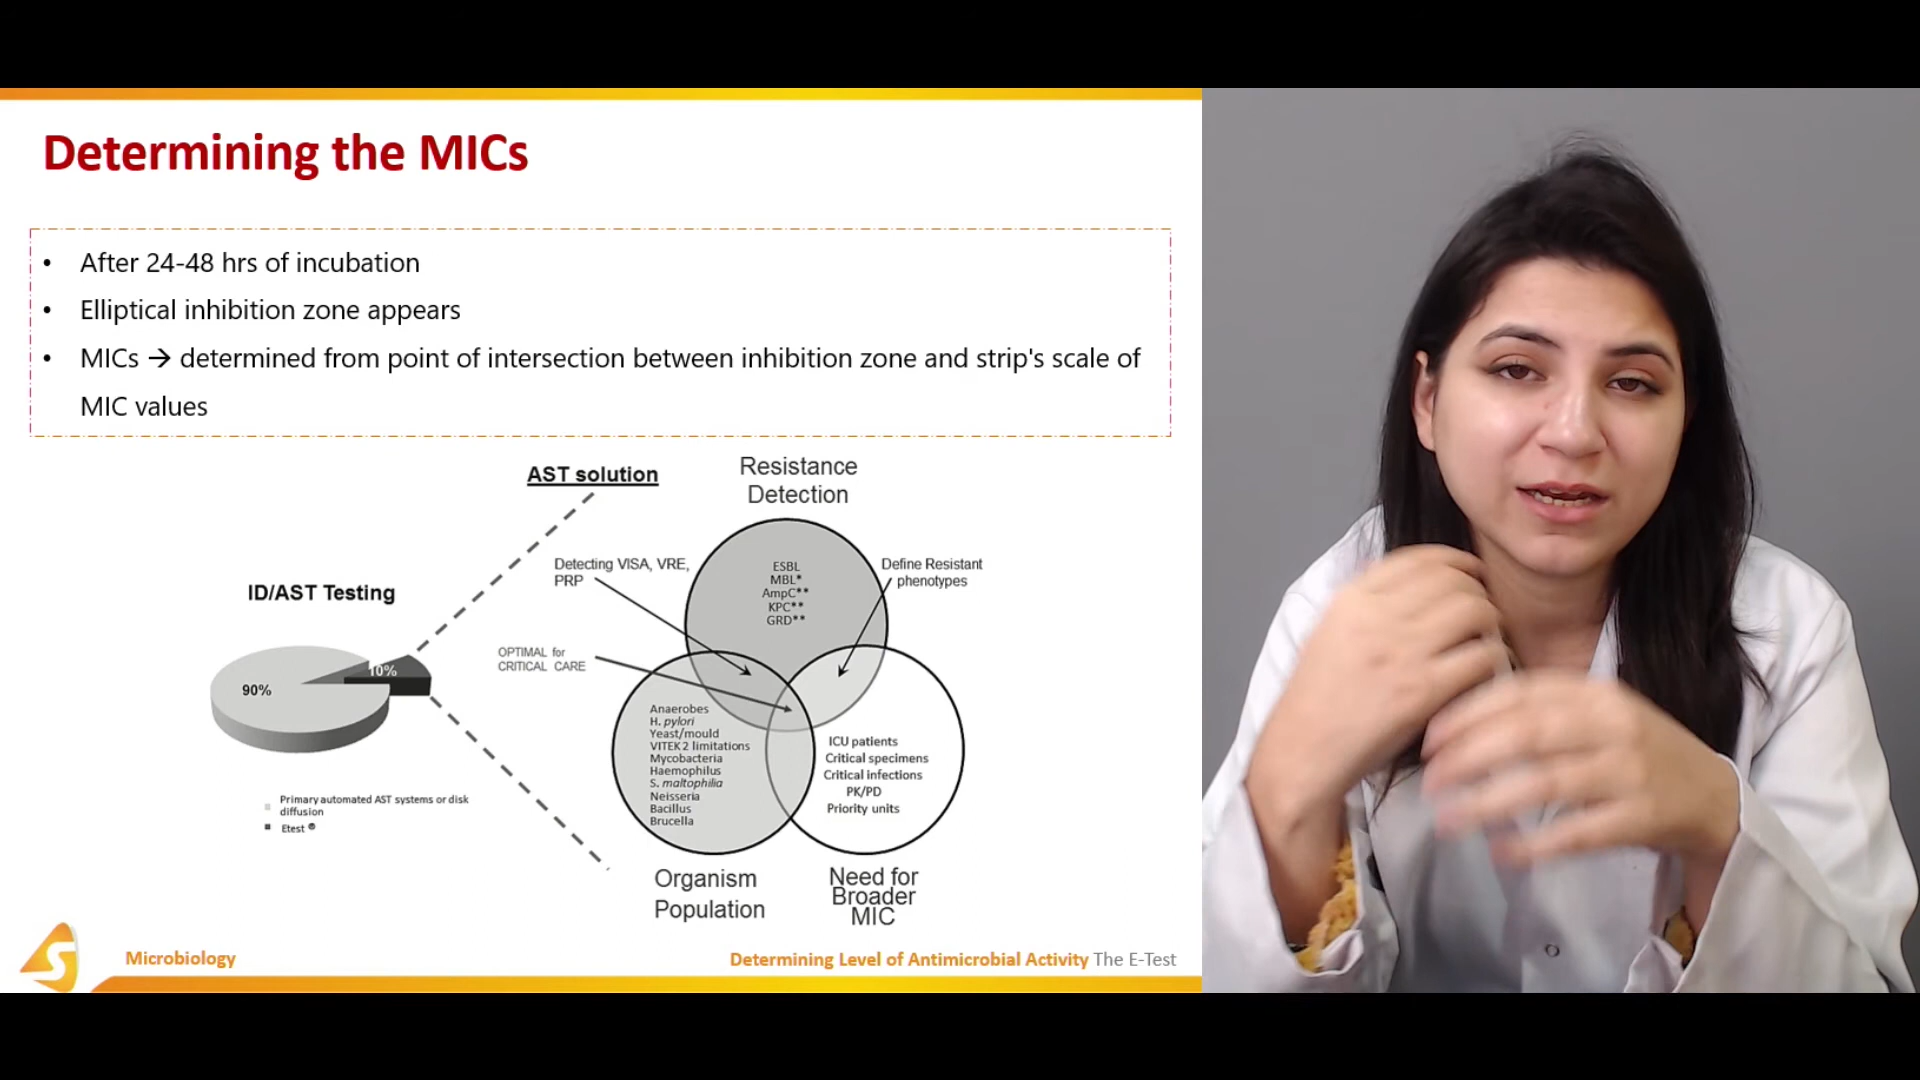 Determining the MICs
• After 24-48 hrs of incubation
• Elliptical inhibition zone appears
• MICs → determined from point of intersection between inhibition zone and strip's scale of
MIC values
AST solution
Resistance
Detection
Detecting VISA, VRE,
PRP
ESBL
MBL*
AmpC**
KPC**
GRD**
Define Resistant
phenotypes
ID/AST Testing
90%
10%
OPTIMAL for
CRITICAL CARE
Anaerobes
H. pylori
Yeast/mould
VITEK 2 limitations
Mycobacteria
Haemophilus
S. maltophilia
Neisseria
Bacillus
Brucella
ICU patients
Critical specimens
Critical infections
PK/PD
Priority units
Primary automated AST systems or disk
diffusion
Etest ®
Organism
Population
Need for
Broader
MIC
S
Microbiology
Determining Level of Antimicrobial Activity The E-Test